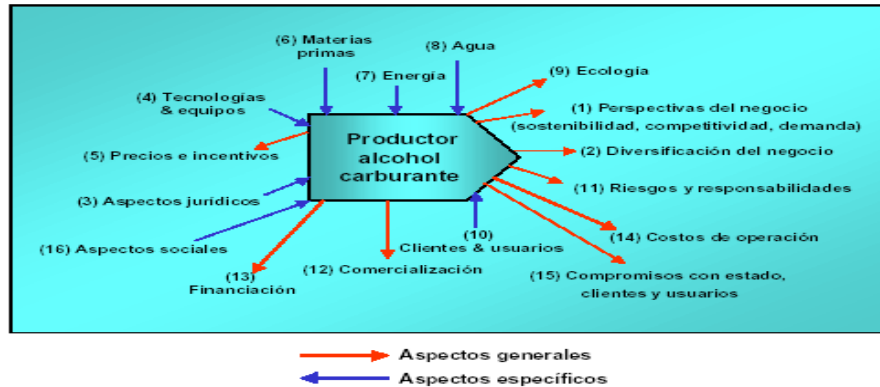 (6) Materias
primas
(8) Agua
(7) Energía
(9) Ecología
(4) Tecnologías
& equipos
(1) Perspectivas del negocio
(sostenibilidad, competitividad, demanda)
Productor
alcohol
carburante
(5) Precios e incentivos
(2) Diversificación del negocio
(11) Riesgos y responsabilidades
(3) Aspectos jurídicos
(10)
Clientes & usuarios
(14) Costos de operación
(16) Aspectos sociales
(13)
Financiación
(12) Comercialización
(15) Compromisos con estado,
clientes y usuarios
Aspectos generales
Aspectos específicos